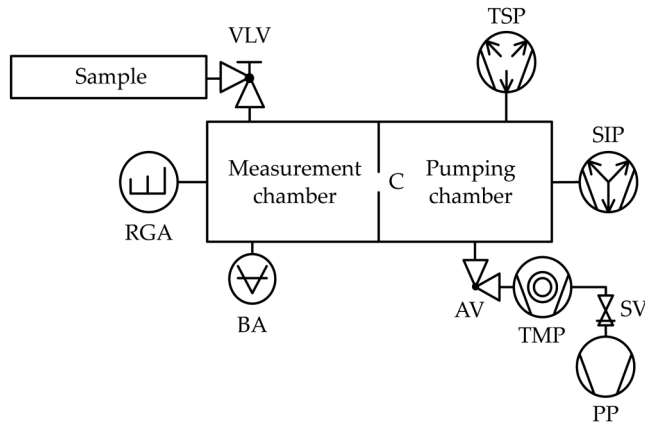 TSP
VLV
Sample
SIP
Measurement
chamber
C
Pumping
chamber
RGA
BA
AV
TMP
SV
PP